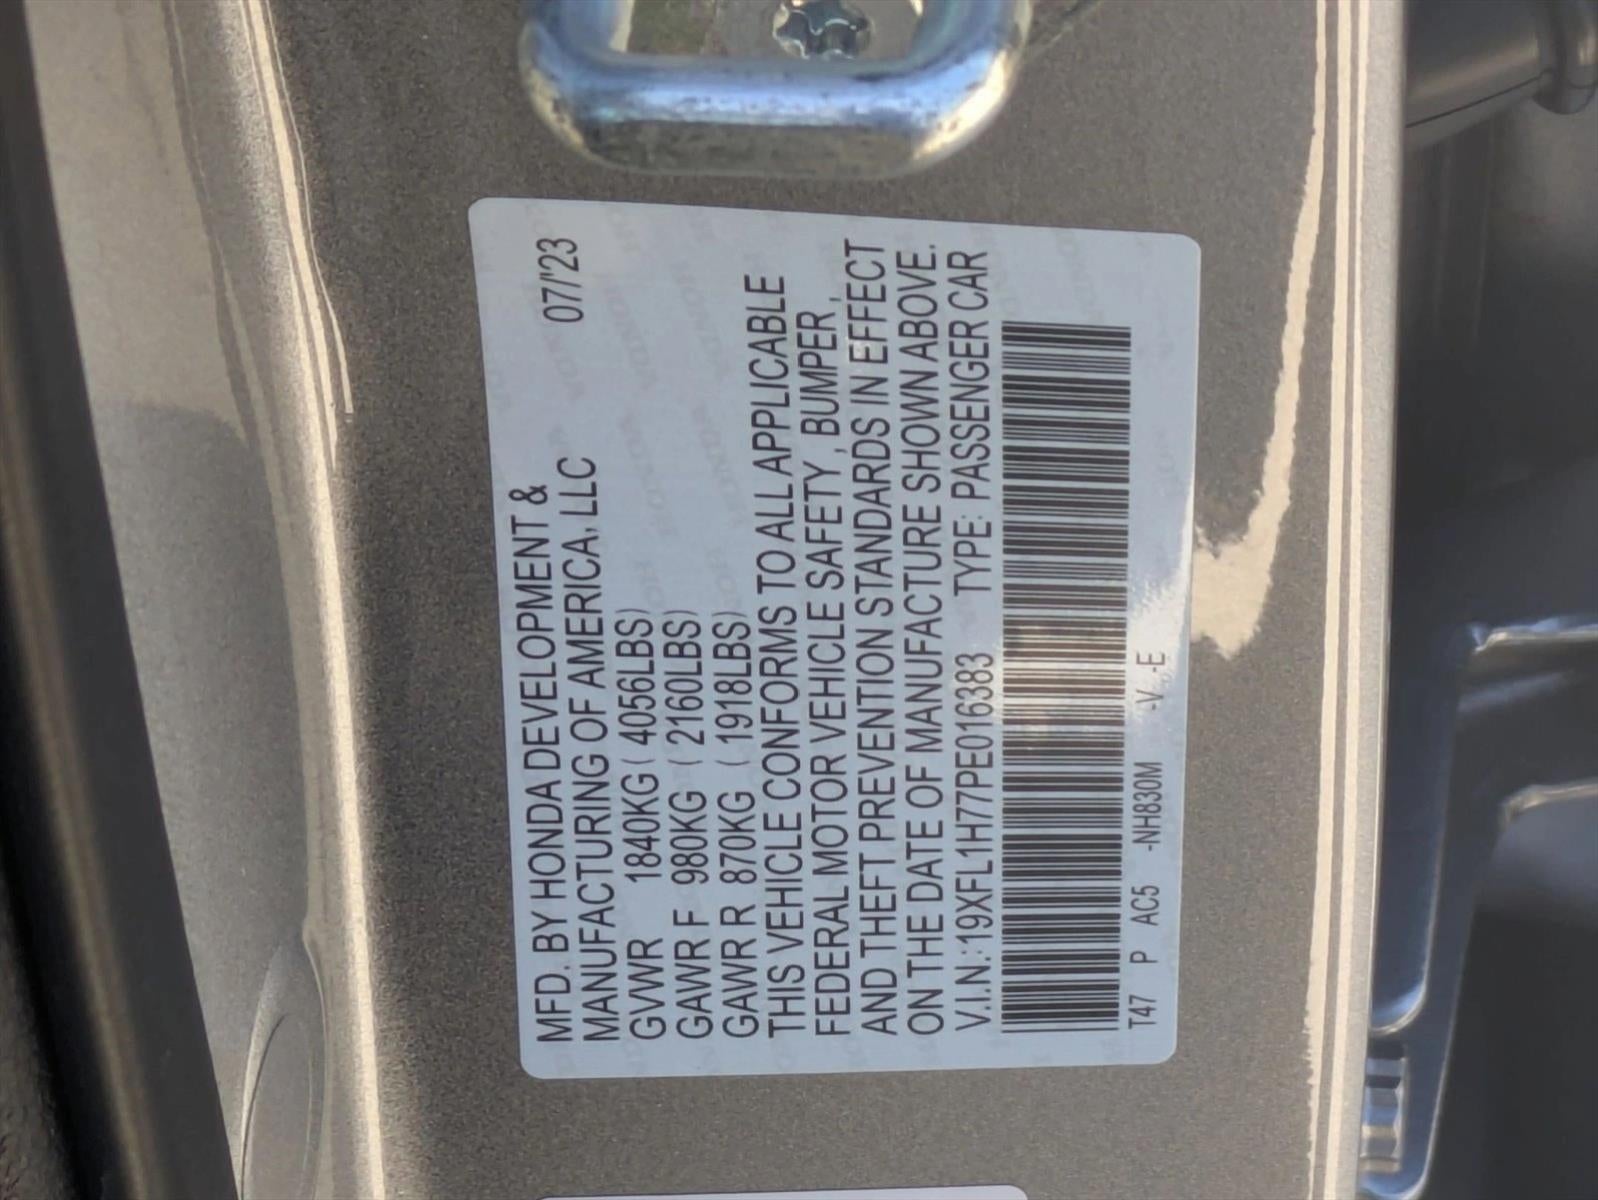 MFD. BY HONDA DEVELOPMENT &
MANUFACTURING OF AMERICA, LLC 07/'23
GVWR 1840KG ( 4056LBS)
GAWR F 980KG ( 2160LBS)
GAWR R 870KG ( 1918LBS)
THIS VEHICLE CONFORMS TO ALL APPLICABLE
FEDERAL MOTOR VEHICLE SAFETY, BUMPER,
AND THEFT PREVENTION STANDARDS IN EFFECT
ON THE DATE OF MANUFACTURE SHOWN ABOVE.
V.I.N.:19XFL1H77PE016383 TYPE: PASSENGER CAR
T47 P AC5 -NH830M -V -E